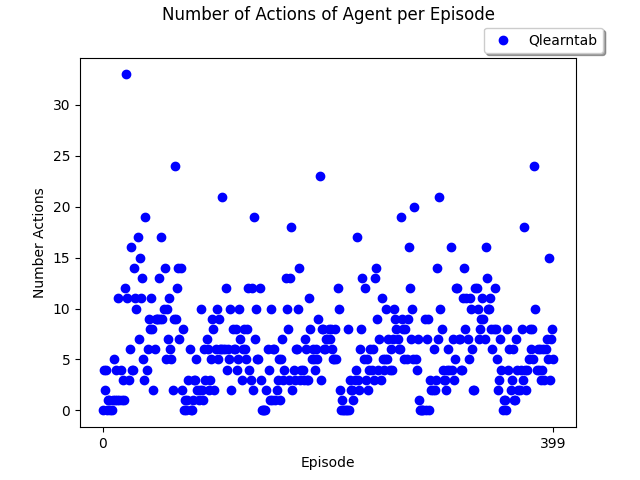 Number of Actions of Agent per Episode
Qlearntab
Number Actions
30
25
20
15
10
5
0
0
399
Episode